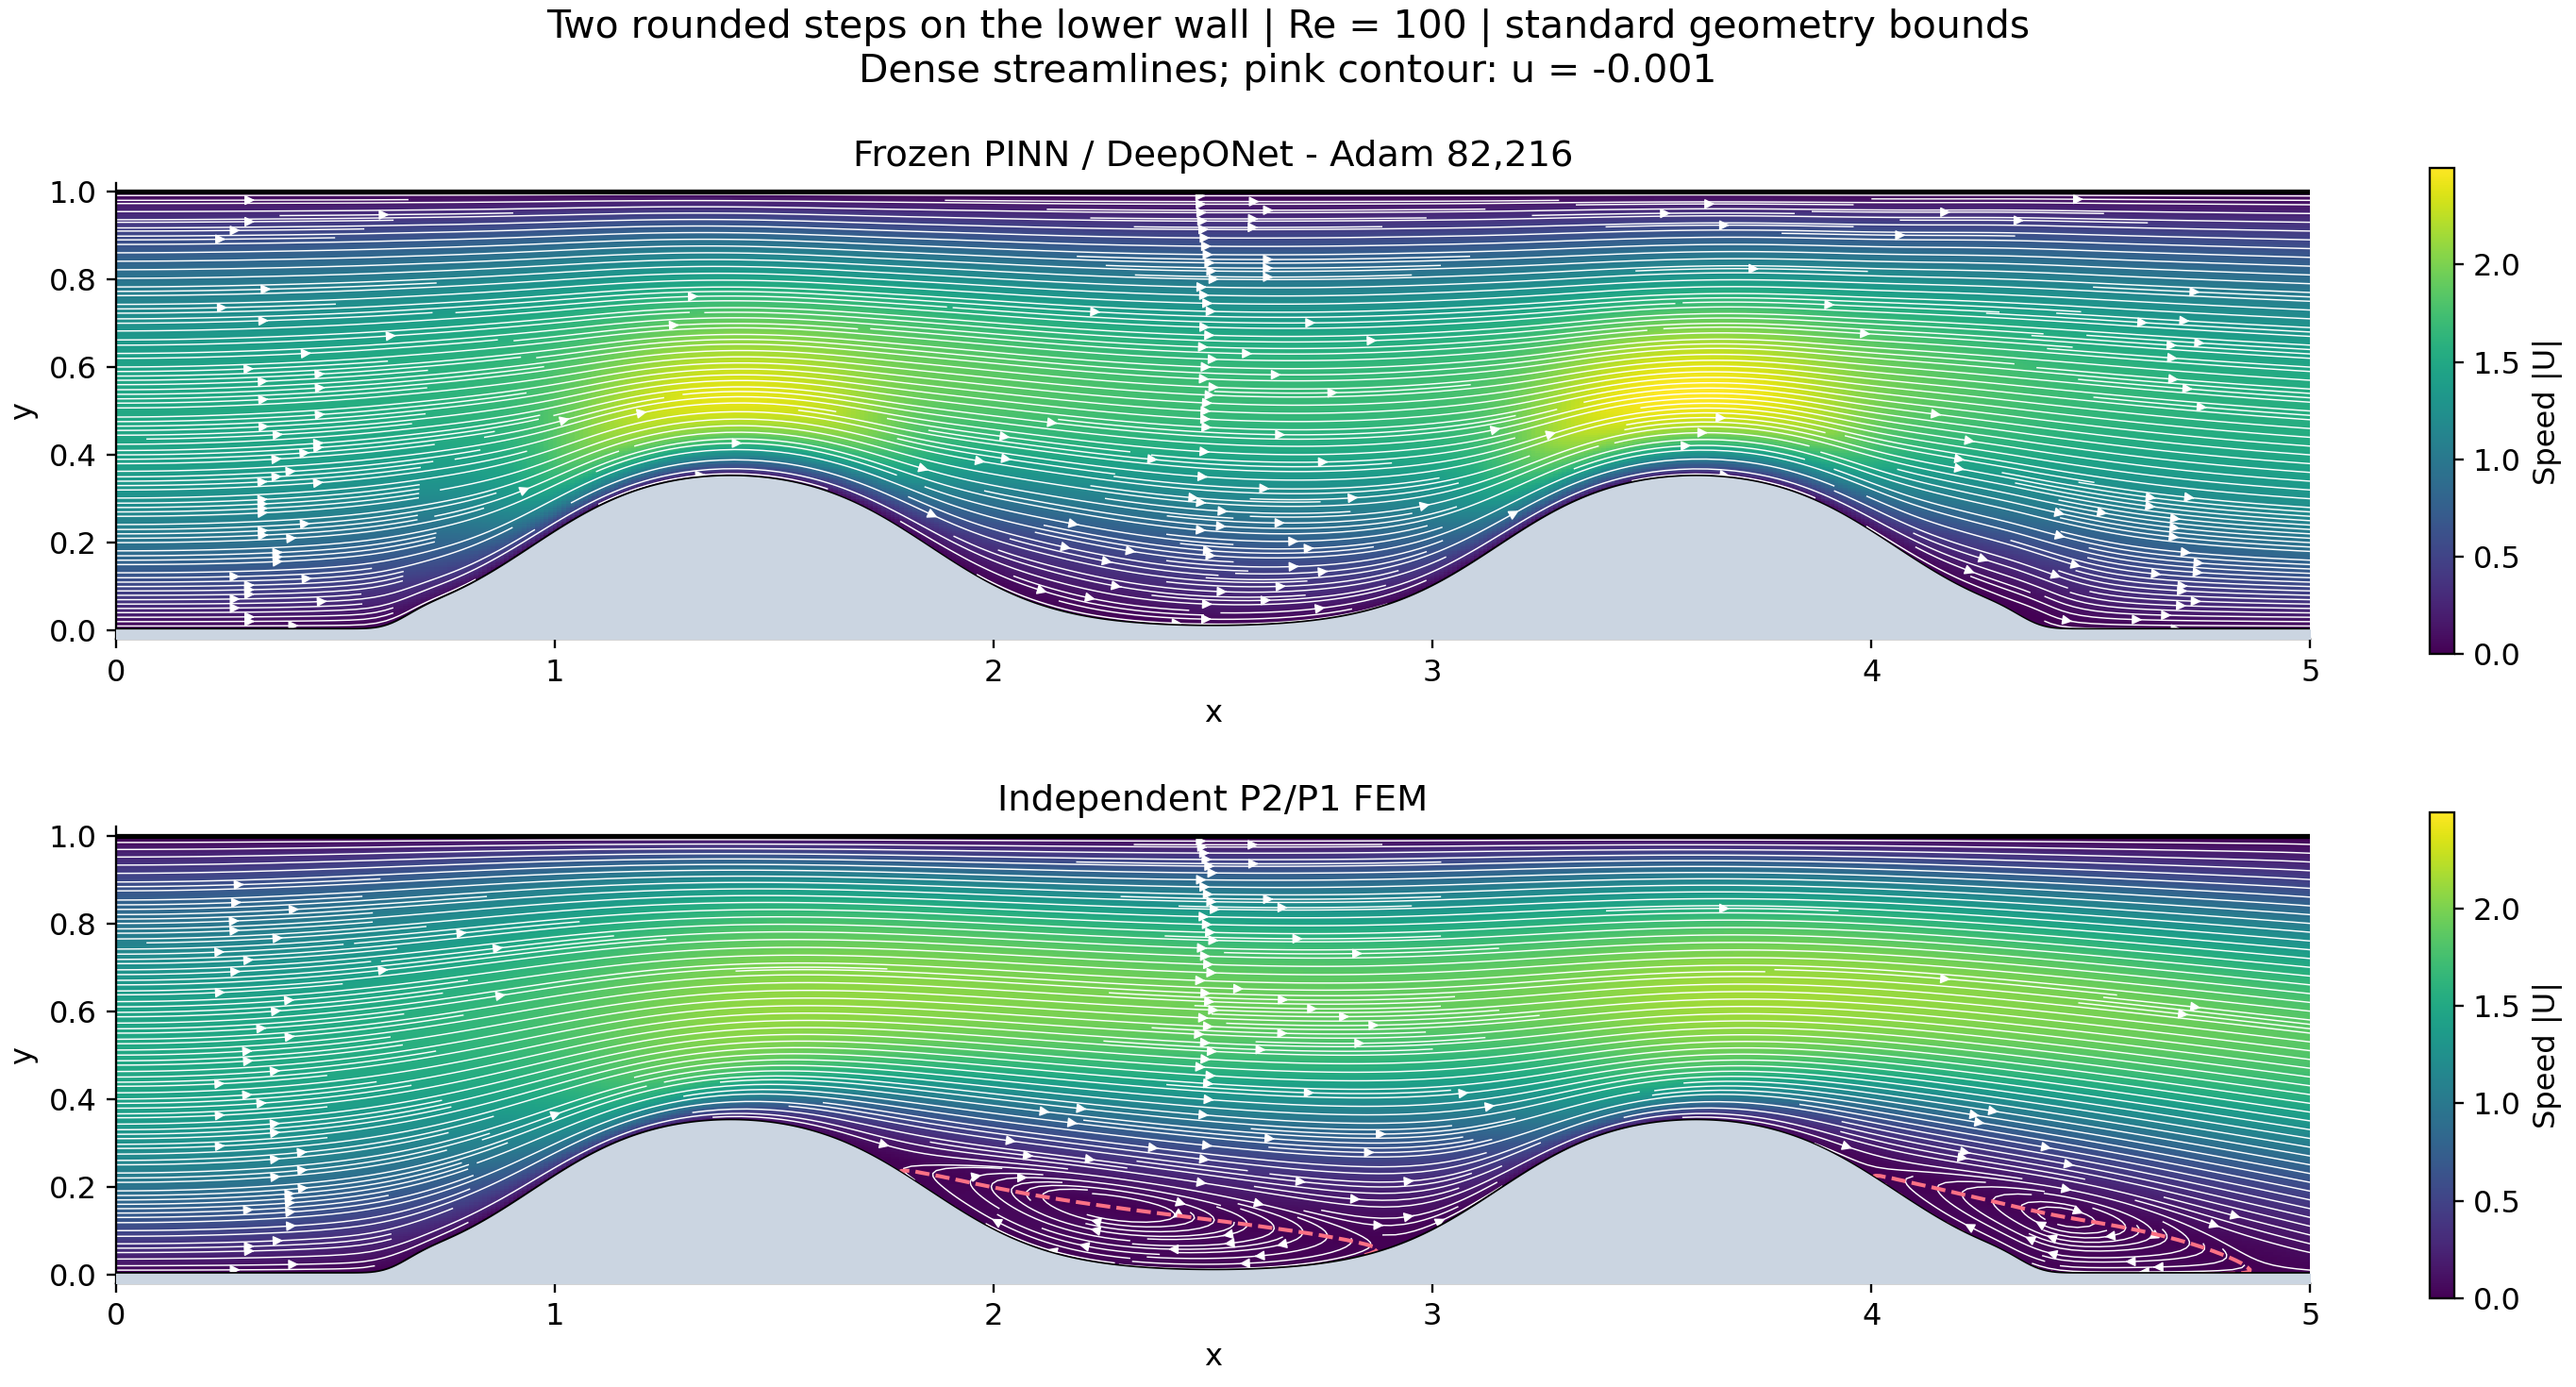 Two rounded steps on the lower wall | Re = 100 | standard geometry bounds
Dense streamlines; pink contour: u = -0.001
Frozen PINN / DeepONet - Adam 82,216
1.0
0.8
0.6
0.4
0.2
0.0
y
0 1 2 3 4 5
x
2.0
1.5
1.0
0.5
0.0
Speed |U|
Independent P2/P1 FEM
1.0
0.8
0.6
0.4
0.2
0.0
y
0 1 2 3 4 5
x
2.0
1.5
1.0
0.5
0.0
Speed |U|